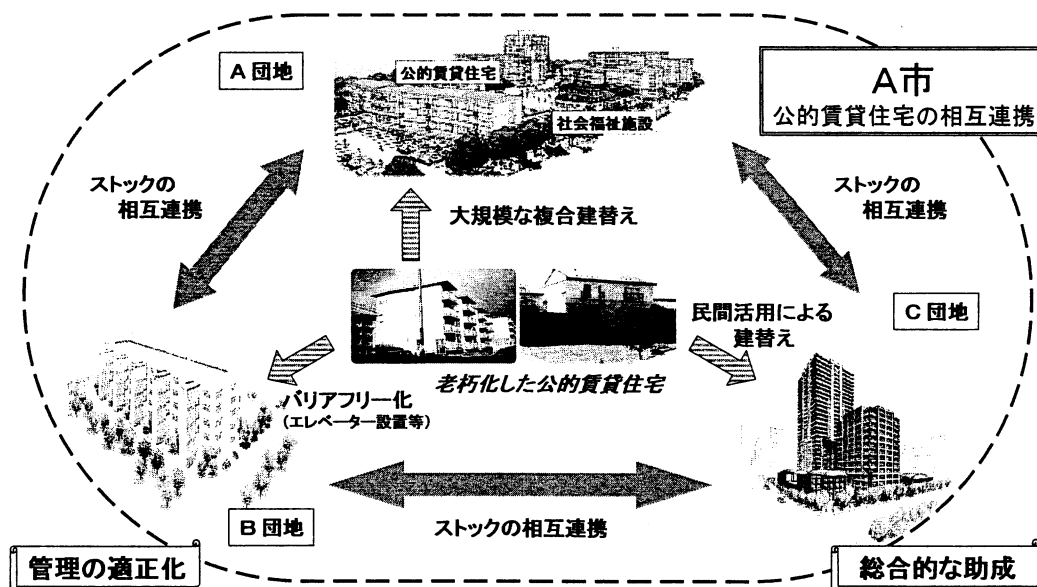 A団地
公的賃貸住宅
社会福祉施設
A市
公的賃貸住宅の相互連携
ストックの
相互連携
大規模な複合建替え
ストックの
相互連携
民間活用による
建替え
C団地
老朽化した公的賃貸住宅
バリアフリー化
(エレベーター設置等)
ストックの相互連携
B団地
管理の適正化
総合的な助成